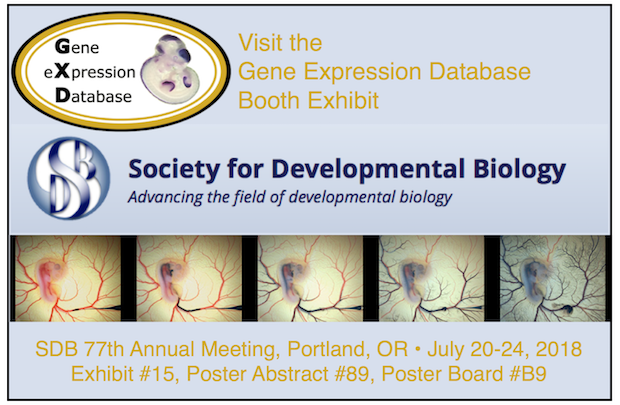 Gene
eXpression
Database
Visit the
Gene Expression Database
Booth Exhibit
SDB
Society for Developmental Biology
Advancing the field of developmental biology
SDB 77th Annual Meeting, Portland, OR • July 20-24, 2018
Exhibit #15, Poster Abstract #89, Poster Board #B9